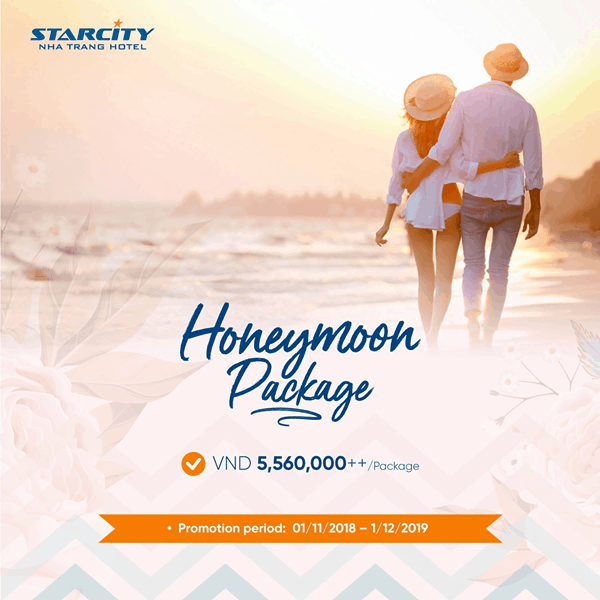 STARCITY
NHA TRANG HOTEL
Honeymoon
Package
VND 5,560,000++/Package
• Promotion period: 01/11/2018 – 1/12/2019